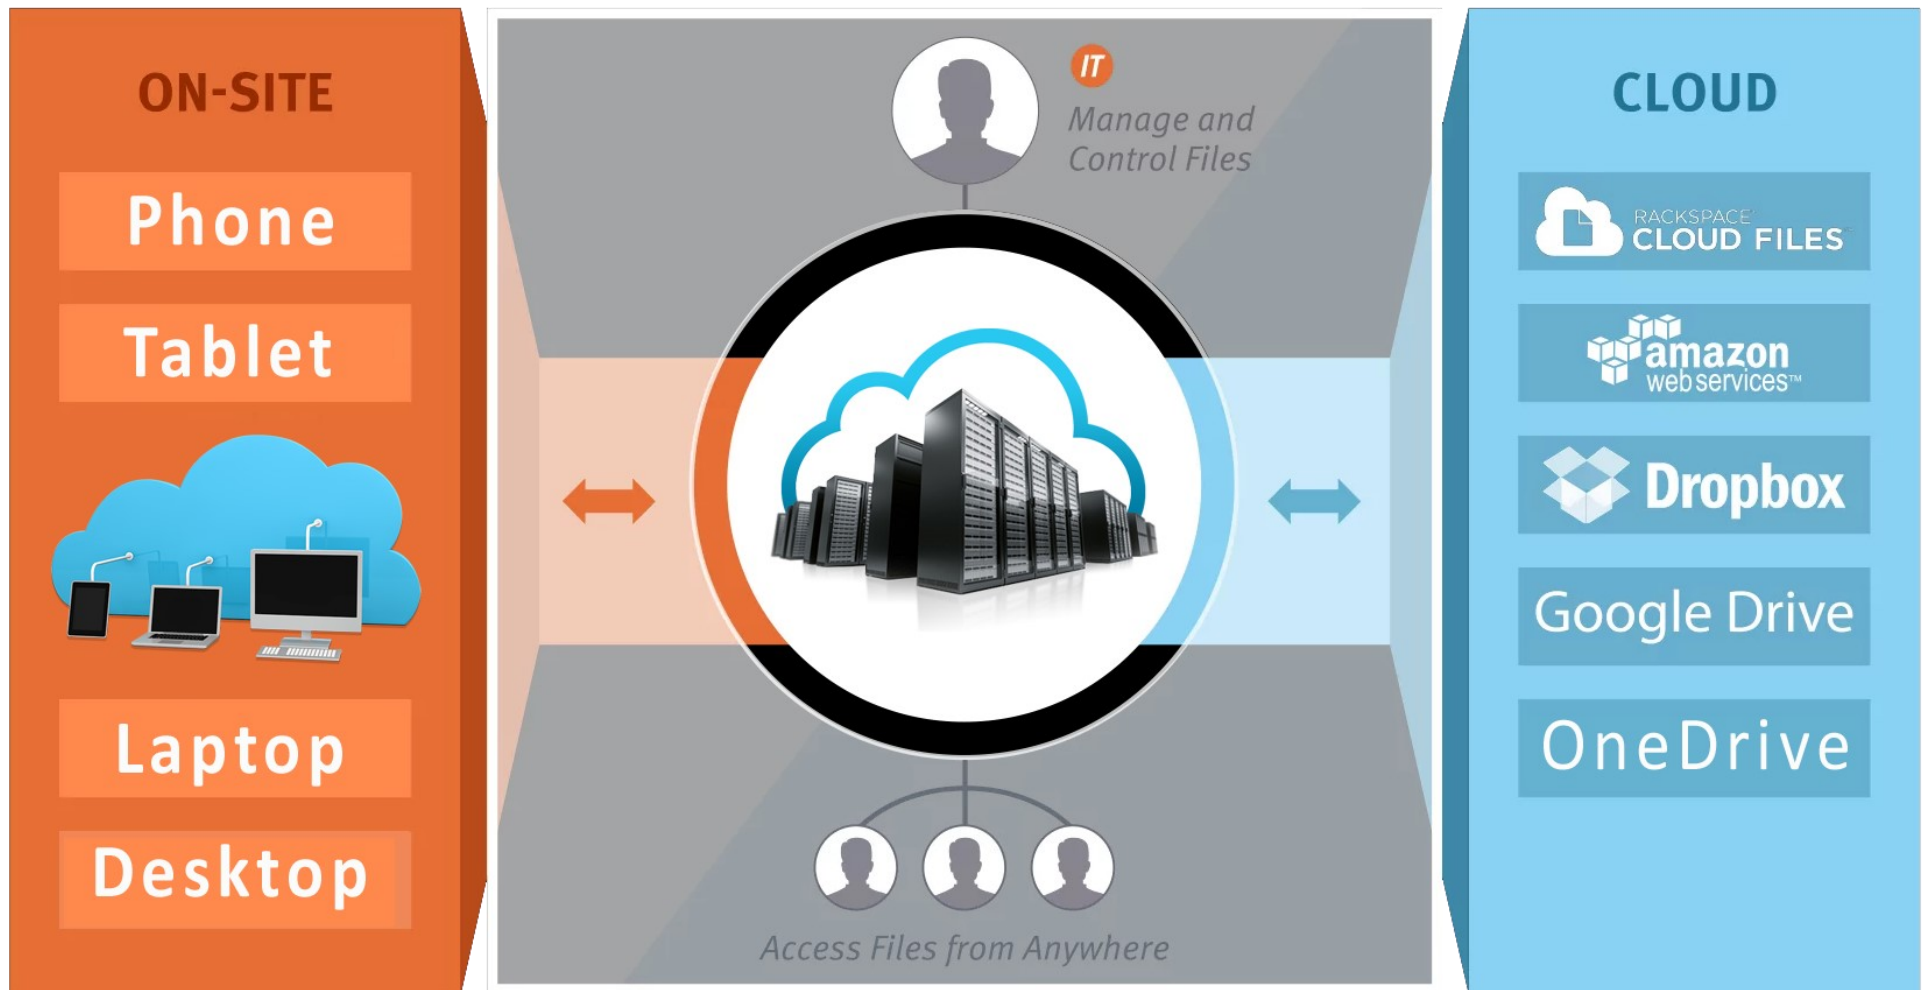 ON-SITE
Phone
Tablet
Laptop
Desktop
IT
Manage and
Control Files
Access Files from Anywhere
CLOUD
RACKSPACE
CLOUD FILES
amazon
web services™
Dropbox
Google Drive
OneDrive